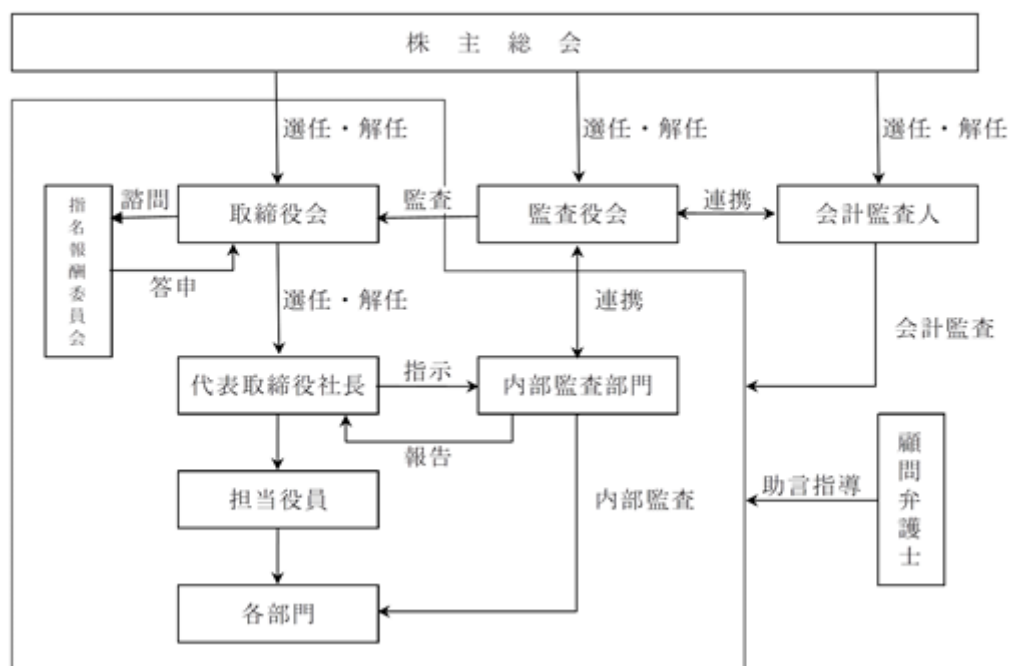 株主総会
選任・解任
選任・解任
選任・解任
指名報酬委員会
諮問
取締役会
監査
監査役会
連携
会計監査人
答申
選任・解任
連携
会計監査
代表取締役社長
指示
内部監査部門
報告
顧問弁護士
担当役員
内部監査
助言指導
各部門